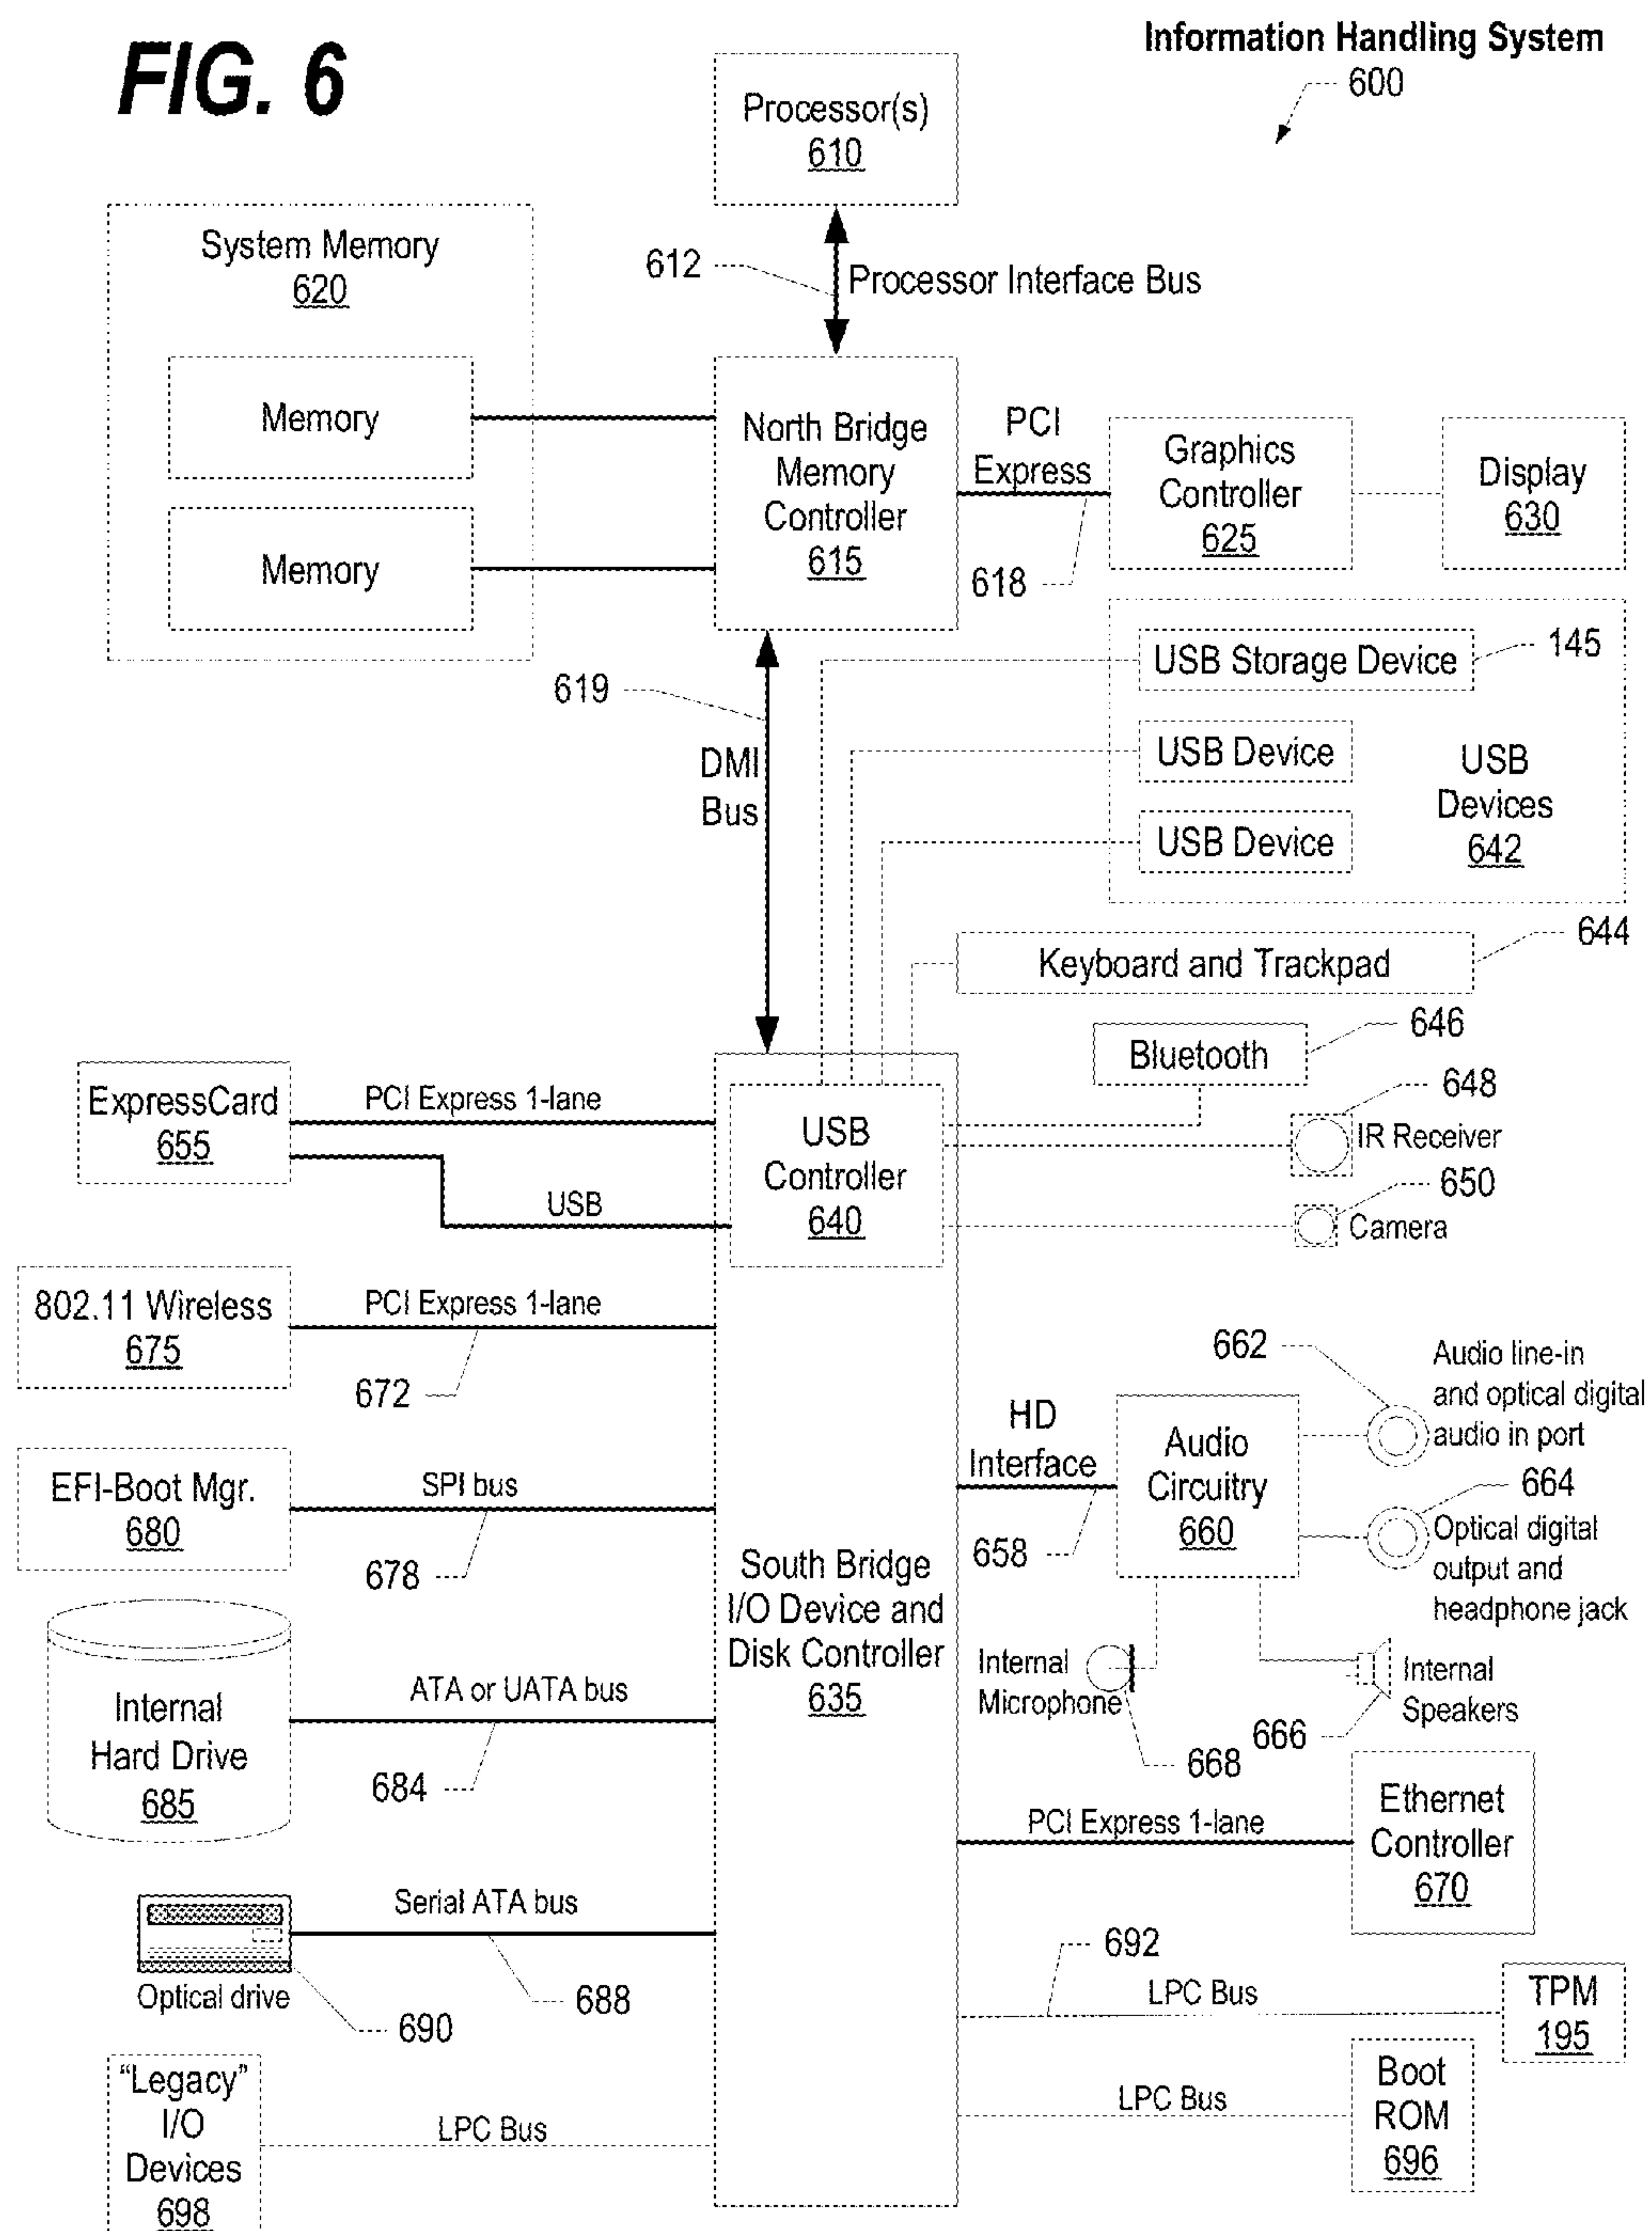 FIG. 6
Information Handling System
600
Processor(s)
610
System Memory
620
612
Processor Interface Bus
Memory
Memory
North Bridge
Memory
Controller
615
PCI
Express
618
Graphics
Controller
625
Display
630
USB Storage Device
145
USB Device
USB Device
USB
Devices
642
619
DMI
Bus
Keyboard and Trackpad
644
Bluetooth
646
648
IR Receiver
650
Camera
ExpressCard
655
PCI Express 1-lane
USB
USB
Controller
640
802.11 Wireless
675
PCI Express 1-lane
672
662
Audio line-in
and optical digital
audio in port
HD
Interface
658
Audio
Circuitry
660
664
Optical digital
output and
headphone jack
EFI-Boot Mgr.
680
SPI bus
678
South Bridge
I/O Device and
Disk Controller
635
Internal
Microphone
668
Internal
Speakers
666
Internal
Hard Drive
685
ATA or UATA bus
684
PCI Express 1-lane
Ethernet
Controller
670
Serial ATA bus
688
Optical drive
690
692
LPC Bus
TPM
195
"Legacy"
I/O
Devices
698
LPC Bus
LPC Bus
Boot
ROM
696